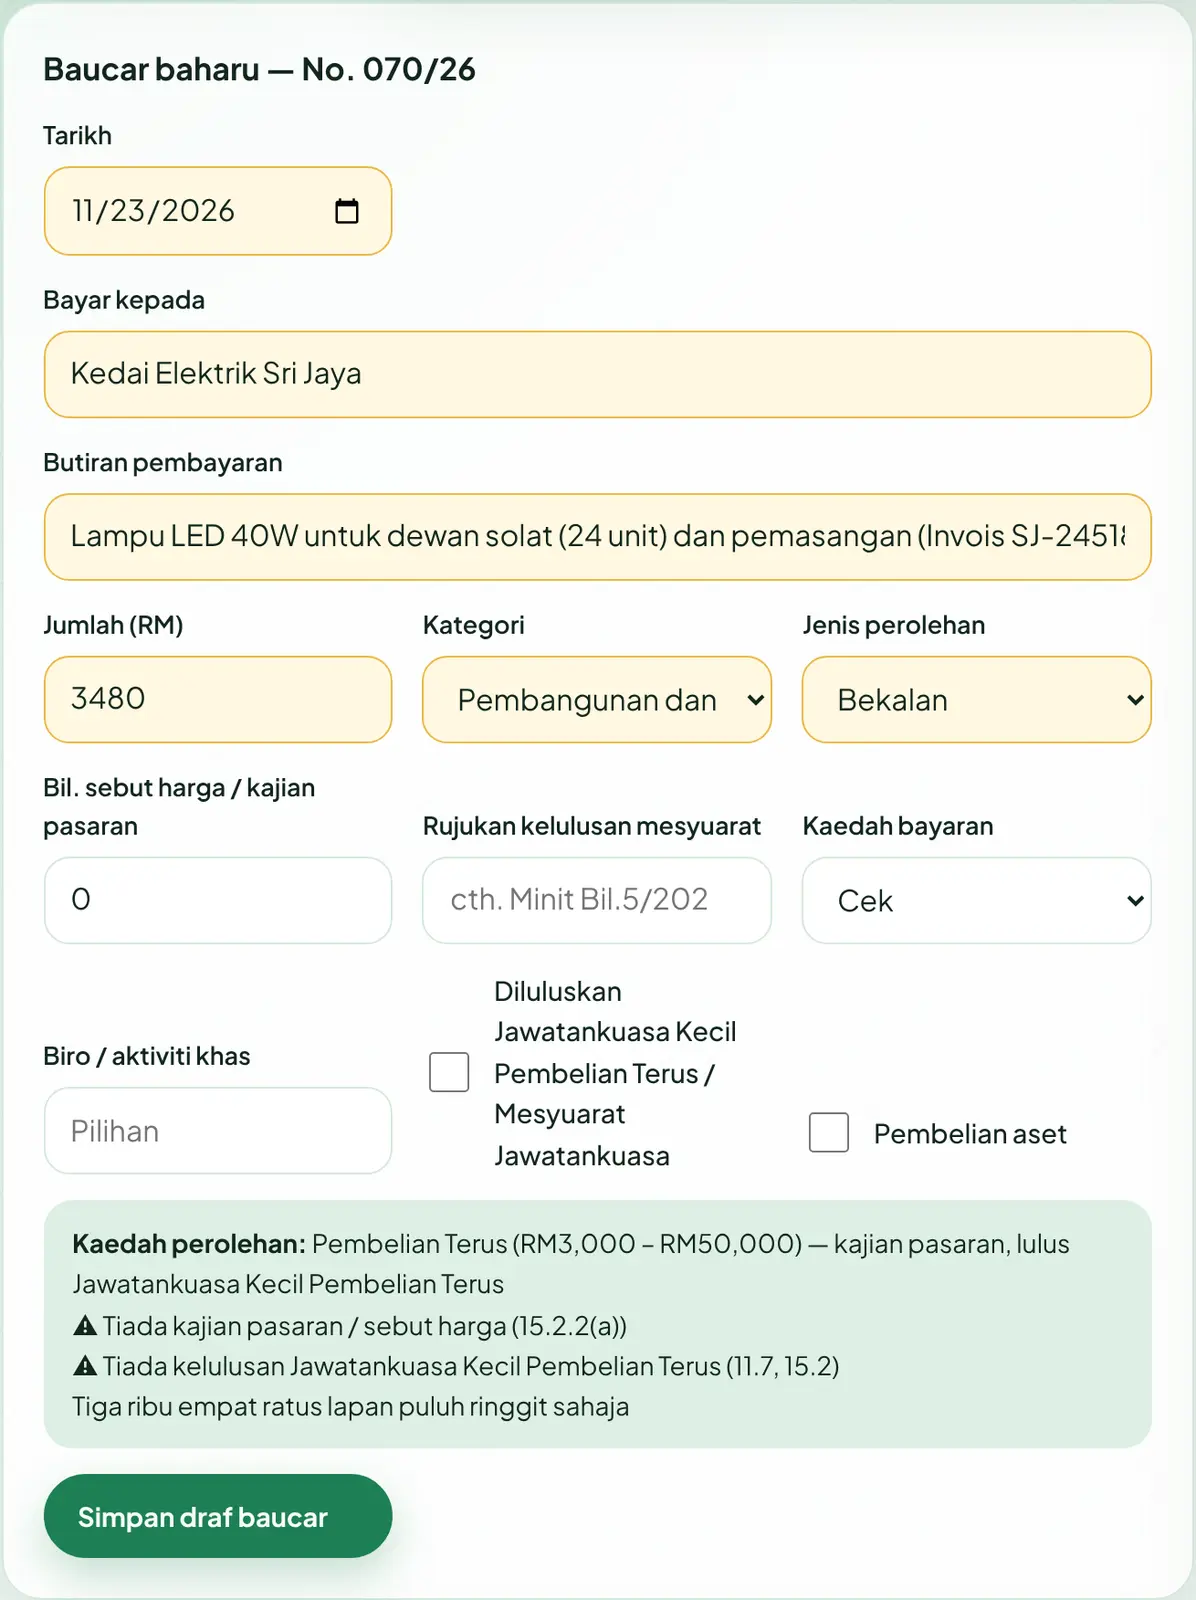 Baucar baharu — No. 070/26
Tarikh
11/23/2026
Bayar kepada
Kedai Elektrik Sri Jaya
Butiran pembayaran
Lampu LED 40W untuk dewan solat (24 unit) dan pemasangan (Invois SJ-2451
Jumlah (RM)
Kategori
Jenis perolehan
3480
Pembangunan dan
Bekalan
Bil. sebut harga / kajian
pasaran
Rujukan kelulusan mesyuarat
Kaedah bayaran
0
cth. Minit Bil.5/202
Cek
Biro / aktiviti khas
Pilihan
Diluluskan
Jawatankuasa Kecil
Pembelian Terus /
Mesyuarat
Jawatankuasa
Pembelian aset
Kaedah perolehan: Pembelian Terus (RM3,000 – RM50,000) — kajian pasaran, lulus
Jawatankuasa Kecil Pembelian Terus
⚠ Tiada kajian pasaran / sebut harga (15.2.2(a))
⚠ Tiada kelulusan Jawatankuasa Kecil Pembelian Terus (11.7, 15.2)
Tiga ribu empat ratus lapan puluh ringgit sahaja
Simpan draf baucar